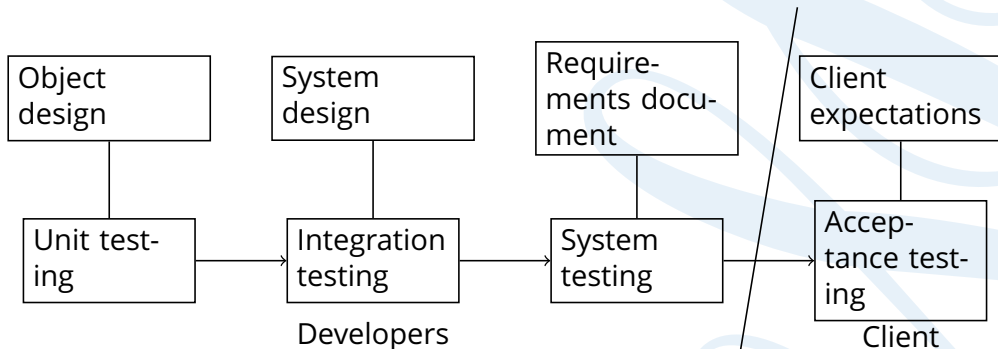 Object
design
System
design
Require-
ments docu-
ment
Client
expectations
Unit test-
ing
Integration
testing
System
testing
Accep-
tance test-
ing
Developers
Client